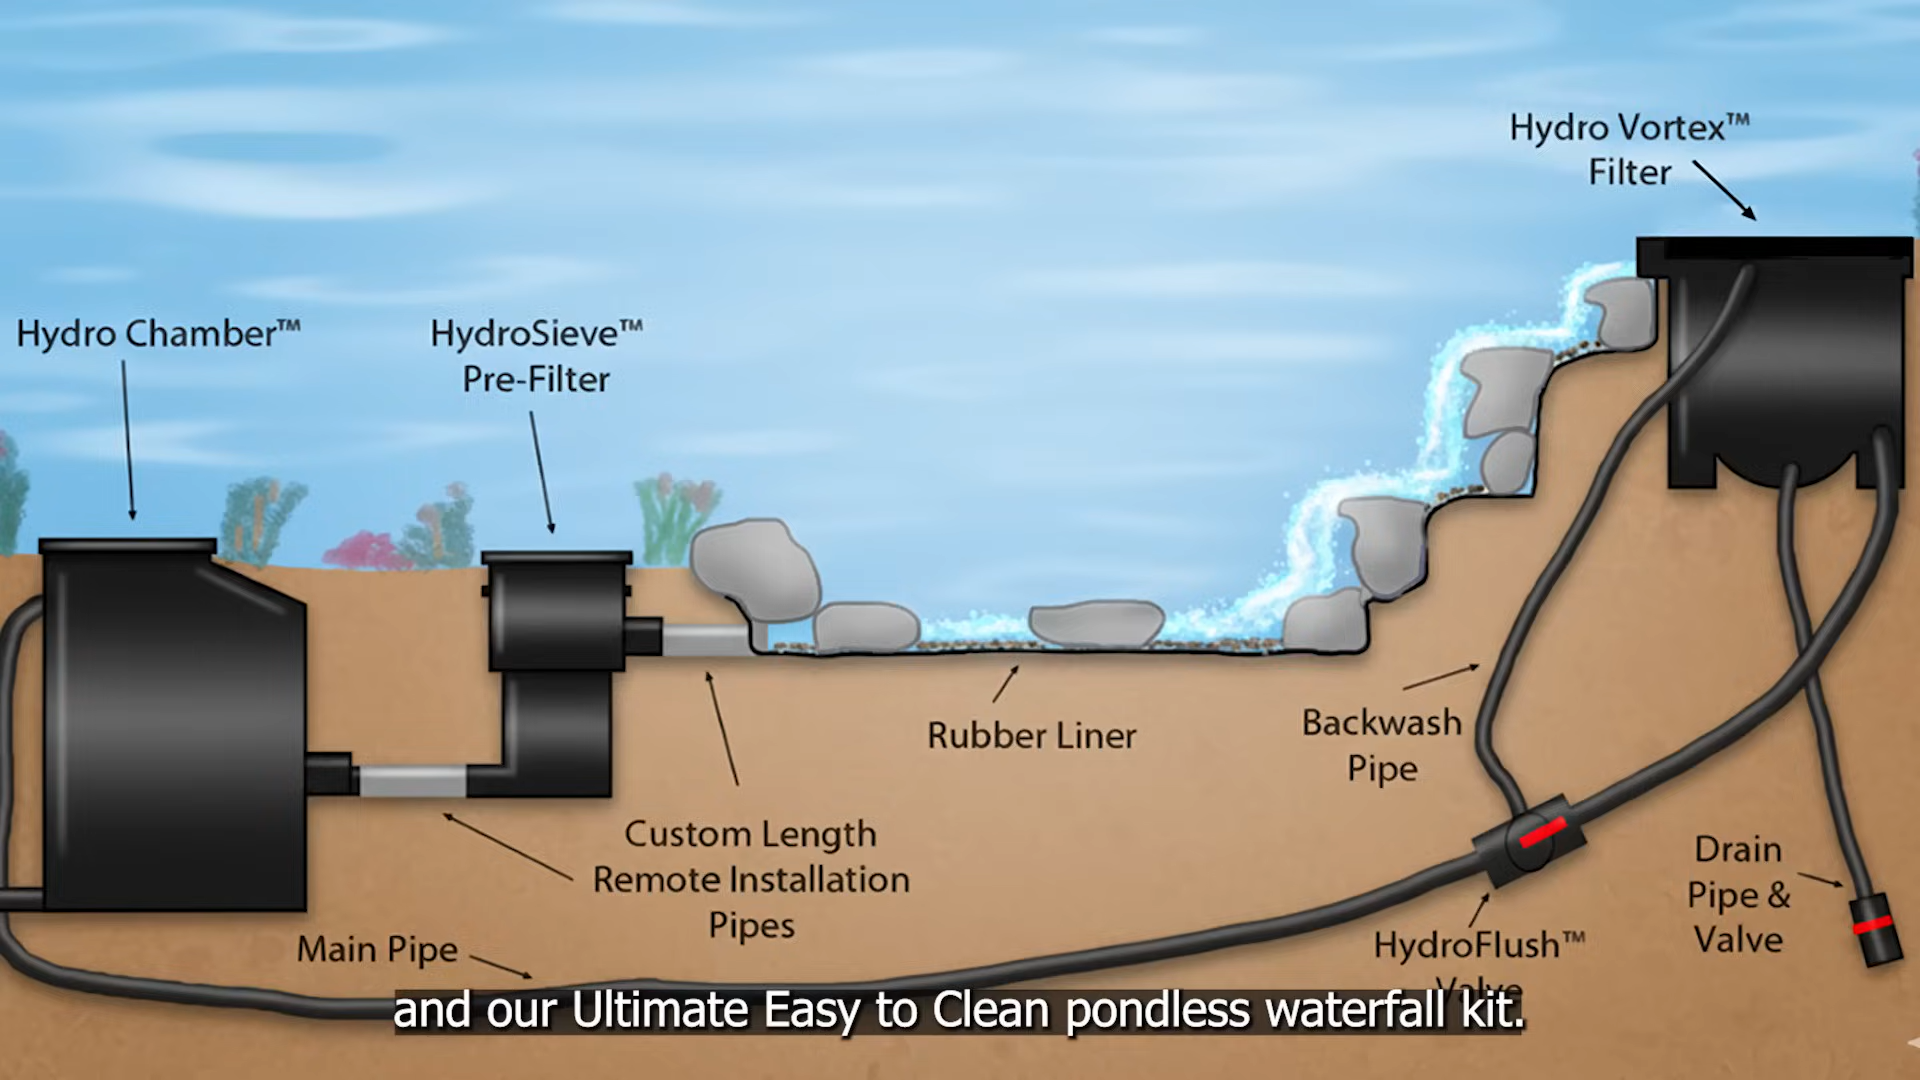 Hydro Vortex™
Filter
Hydro Chamber™
HydroSieve™
Pre-Filter
Rubber Liner
Backwash
Pipe
Custom Length
Remote Installation
Pipes
Drain
Pipe &
Valve
Main Pipe
HydroFlush™
Valve
and our Ultimate Easy to Clean pondless waterfall kit.